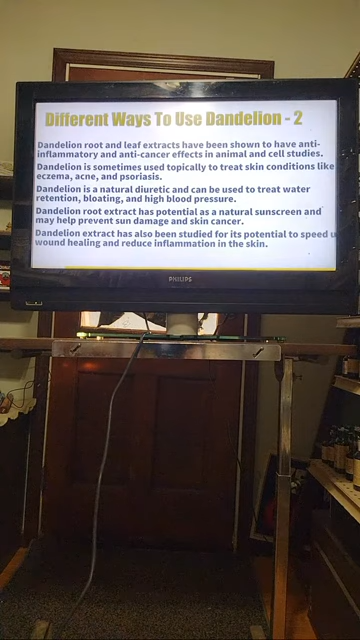 Different Ways To Use Dandelion - 2
Dandelion root and leaf extracts have been shown to have anti-
inflammatory and anti-cancer effects in animal and cell studies.
Dandelion is sometimes used topically to treat skin conditions like
eczema, acne, and psoriasis.
Dandelion is a natural diuretic and can be used to treat water
retention, bloating, and high blood pressure.
Dandelion root extract has potential as a natural sunscreen and
may help prevent sun damage and skin cancer.
Dandelion extract has also been studied for its potential to speed u
wound healing and reduce inflammation in the skin.
PHILIPS